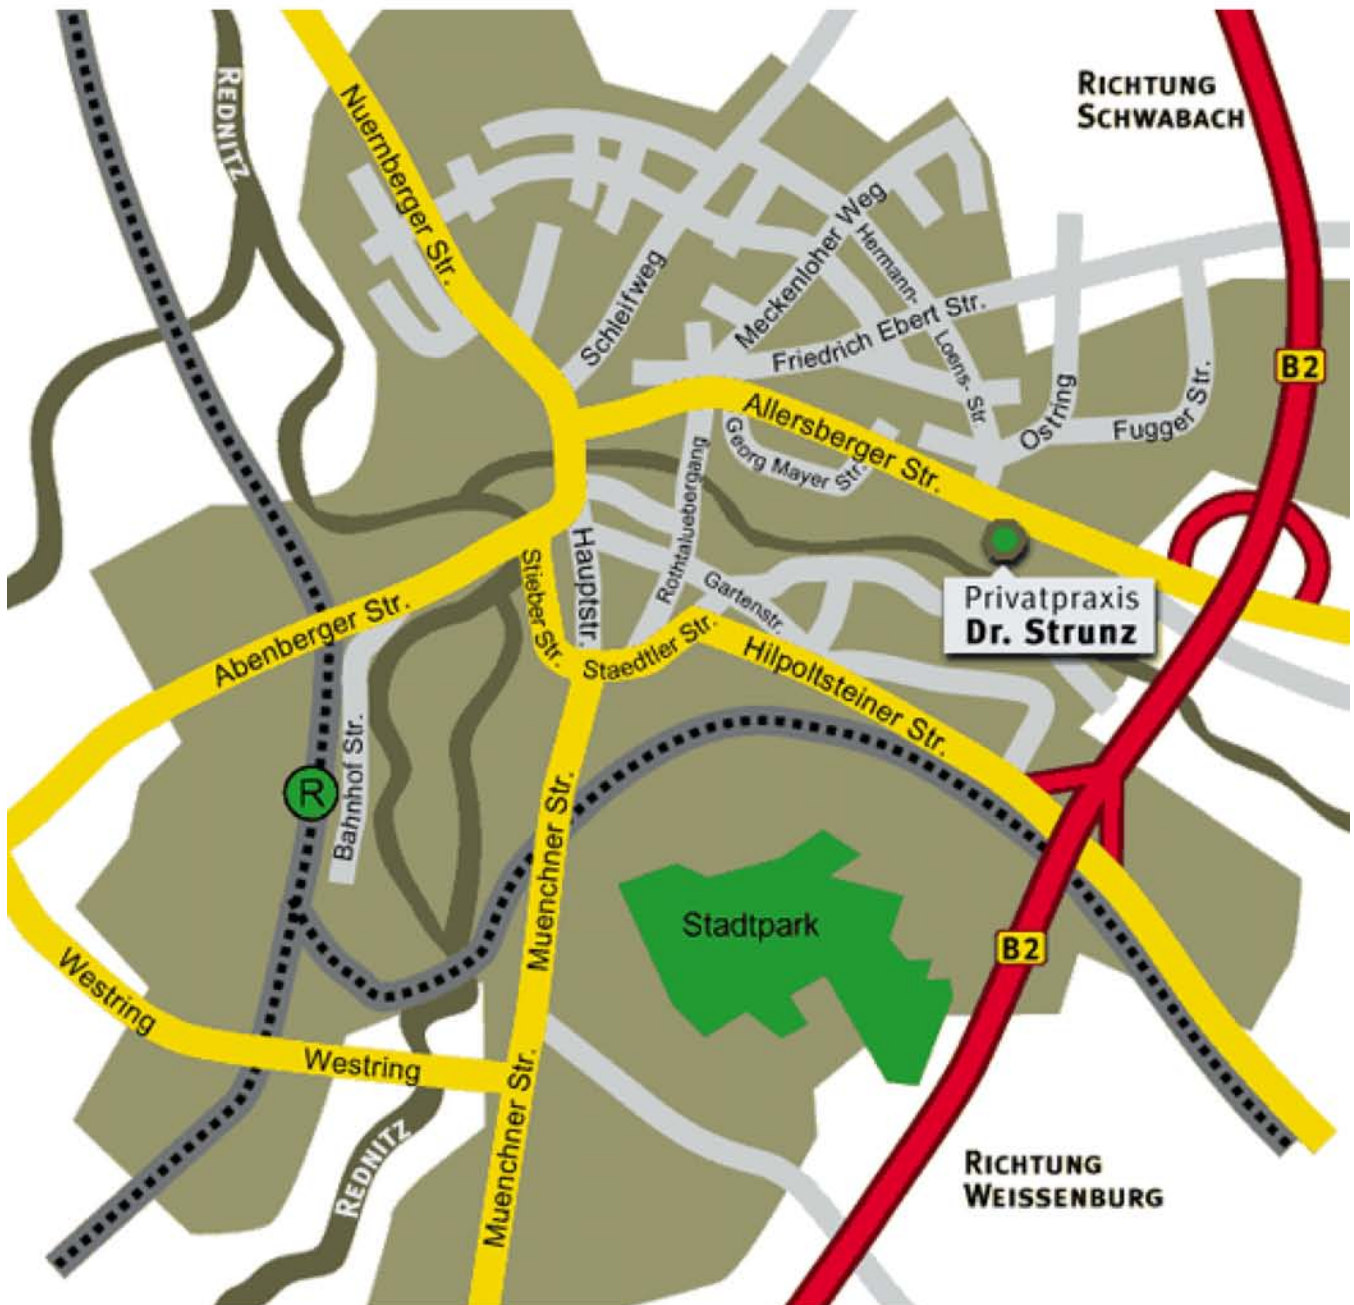 REDNITZ
Nuernberger Str.
RICHTUNG
SCHWABACH
Schleifweg
Meckenloher Weg
Hermann-
Loens- Str.
Friedrich Ebert Str.
B2
Ostring
Fugger Str.
Allersberger Str.
Georg Mayer Str.
Rothtaluebergang
Hauptstr.
Stieber Str.
Gartenstr.
Staedtler Str.
Privatpraxis
Dr. Strunz
Abenberger Str.
Hilpoltsteiner Str.
R
Bahnhof Str.
Muenchner Str.
Stadtpark
B2
Westring
Westring
Muenchner Str.
REDNITZ
RICHTUNG
WEISSENBURG